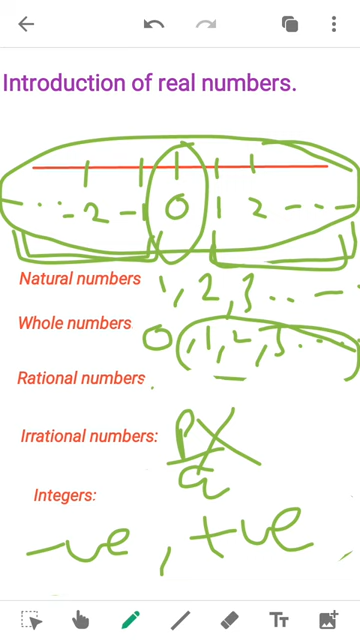 Introduction of real numbers.
- - - -2 -1 0 1 2 - - -
Natural numbers 1, 2, 3 . . . - -
Whole numbers 0, 1, 2, 3 . . . .
Rational numbers .
Irrational numbers: p/q X
Integers:
-ve, +ve,
TT